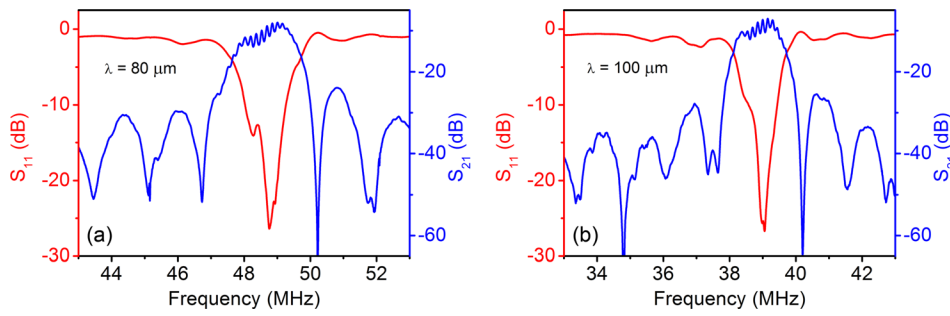 0
-10
-20
-30
S11 (dB)
λ = 80 μm
(a)
44 46 48 50 52
Frequency (MHz)
-20
-40
-60
S21 (dB)
0
-10
-20
-30
S11 (dB)
λ = 100 μm
(b)
34 36 38 40 42
Frequency (MHz)
-20
-40
-60
(dB)